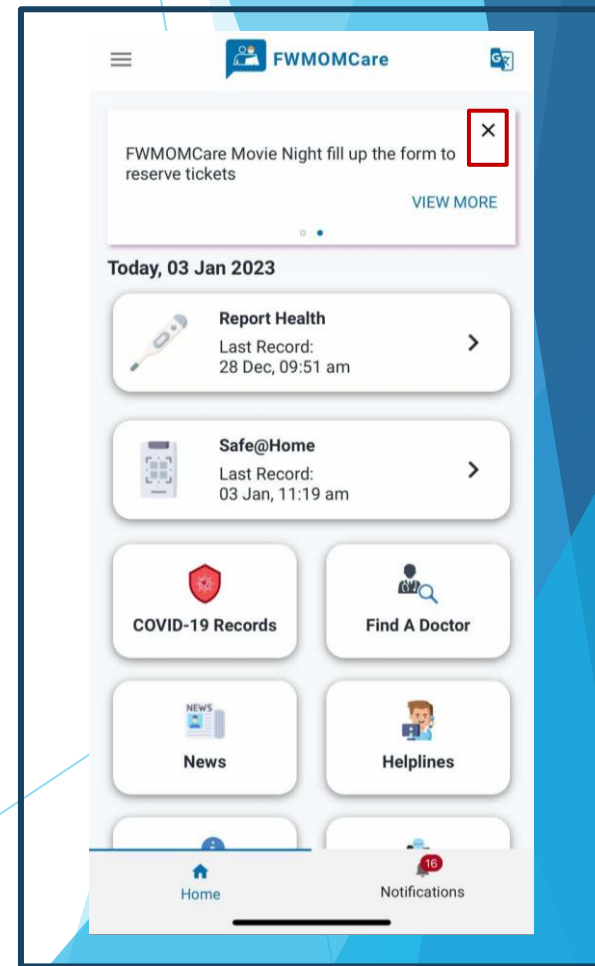 FWMOMCare
FWMOMCare Movie Night fill up the form to
reserve tickets
VIEW MORE
Today, 03 Jan 2023
Report Health
Last Record:
28 Dec, 09:51 am
Safe@Home
Last Record:
03 Jan, 11:19 am
COVID-19 Records
Find A Doctor
NEWS
News
Helplines
16
Home
Notifications